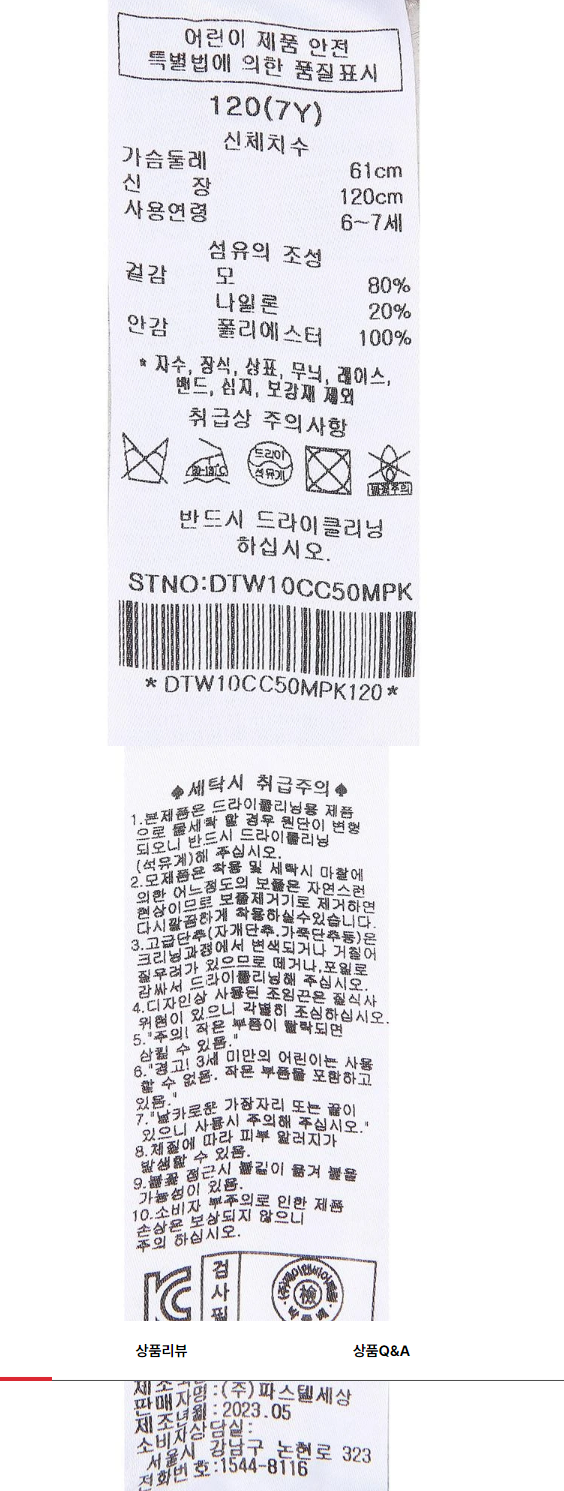 어린이 제품 안전
특별법에 의한 품질표시
120(7Y)
신체치수
가슴둘레 61cm
신 장 120cm
사용연령 6~7세
섬유의 조성
겉감 모 80%
나일론 20%
안감 폴리에스터 100%
* 자수, 장식, 상표, 무늬, 레이스,
밴드, 심지, 보강재 제외
취급상 주의사항
80-120°C 드라이 석유계
반드시 드라이클리닝
하십시오.
STNO:DTW10CC50MPK
*DTW10CC50MPK120*
♠세탁시 취급주의♠
1.본제품은 드라이클리닝용 제품
으로 물세탁 할 경우 원단이 변형
되오니 반드시 드라이클리닝
(석유계)해 주십시오.
2.모제품은 착용 및 세탁시 마찰에
의한 어느정도의 보풀은 자연스런
현상이므로 보풀제거기로 제거하면
다시깔끔하게 착용하실수있습니다.
3.고급단추(자개단추.가죽단추등)은
크리닝과정에서 변색되거나 거칠어
질우려가 있으므로 떼거나,포일로
감싸서 드라이클리닝해 주십시오.
4.디자인상 사용된 조임끈은 질식사
위험이 있으니 각별히 조심하십시오.
5."주의! 작은 부품이 탈락되면
삼킬 수 있음."
6."경고! 3세 미만의 어린이는 사용
할 수 없음. 작은 부품을 포함하고
있음."
7."날카로운 가장자리 또는 끝이
있으니 사용시 주의해 주십시오."
8.체질에 따라 피부 알러지가
발생할 수 있음.
9.불꽃 접근시 불길이 옮겨 붙을
가능성이 있음.
10.소비자 부주의로 인한 제품
손상은 보상되지 않으니
주의 하십시오.
검
사
필
檢
상품리뷰 상품Q&A
판매자명:(주)파스텔세상
제조년월:2023.05
소비자상담실:
서울시 강남구 논현로 323
전화번호:1544-8116